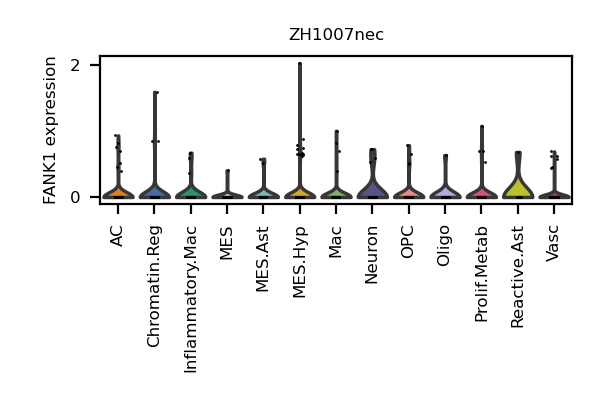 ZH1007nec
FANK1 expression
2
0
AC
Chromatin.Reg
Inflammatory.Mac
MES
MES.Ast
MES.Hyp
Mac
Neuron
OPC
Oligo
Prolif.Metab
Reactive.Ast
Vasc